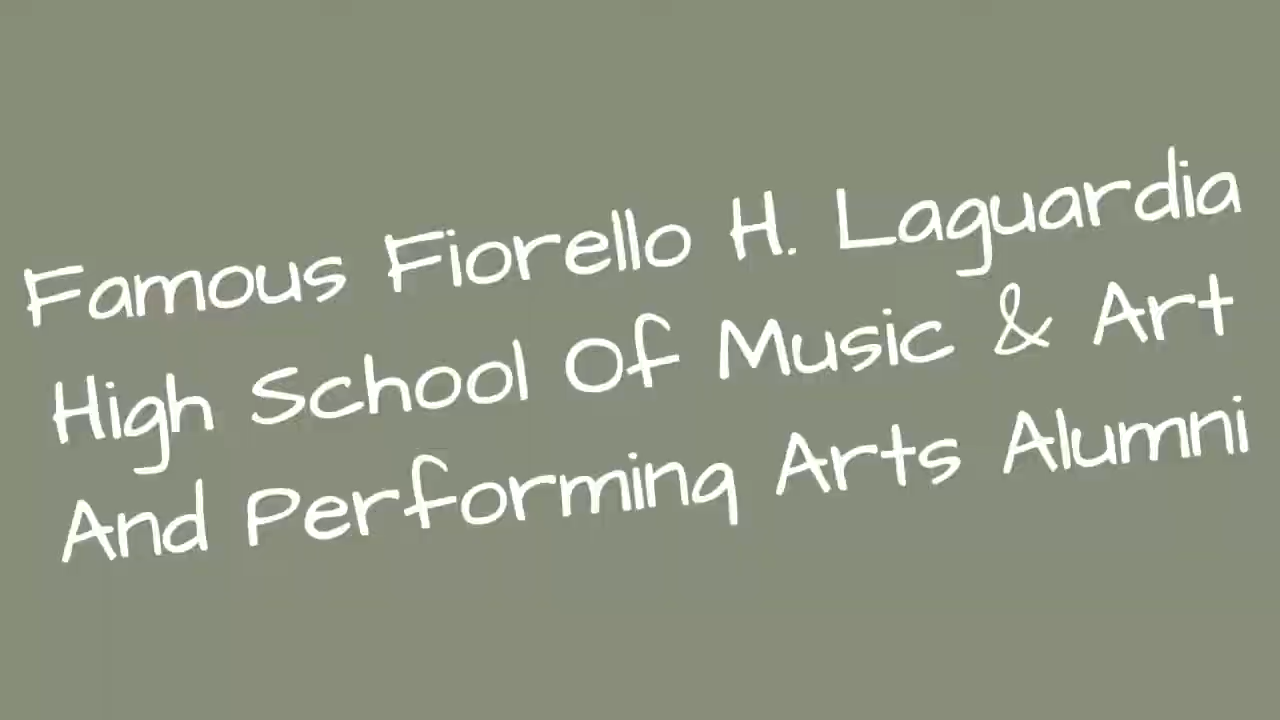 Famous Fiorello H. Laguardia
High School Of Music & Art
And Performing Arts Alumni